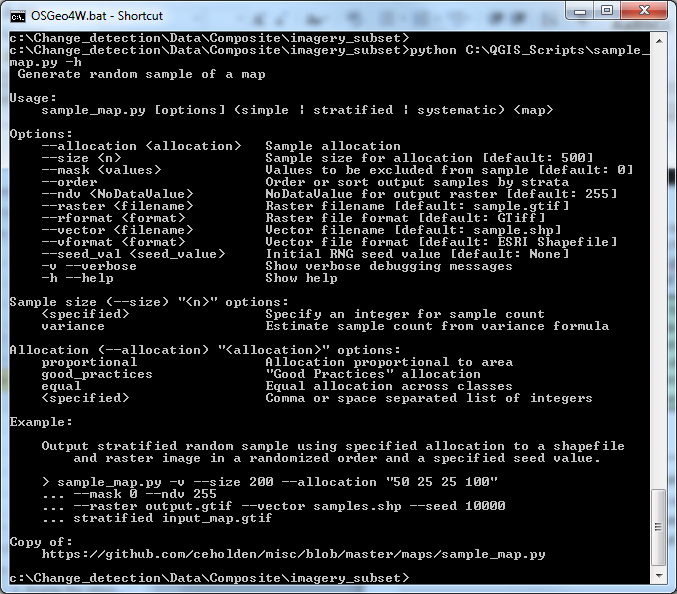 OSGeo4W.bat - Shortcut
c:\Change_detection\Data\Composite\imagery_subset>
c:\Change_detection\Data\Composite\imagery_subset>python C:\QGIS_Scripts\sample_
map.py -h
Generate random sample of a map
Usage:
sample_map.py [options] (simple | stratified | systematic) <map>
Options:
--allocation <allocation> Sample allocation
--size <n> Sample size for allocation [default: 500]
--mask <values> Values to be excluded from sample [default: 0]
--order Order or sort output samples by strata
--ndv <NoDataValue> NoDataValue for output raster [default: 255]
--raster <filename> Raster filename [default: sample.gtif]
--rformat <format> Raster file format [default: GTiff]
--vector <filename> Vector filename [default: sample.shp]
--vformat <format> Vector file format [default: ESRI Shapefile]
--seed_val <seed_value> Initial RNG seed value [default: None]
-v --verbose Show verbose debugging messages
-h --help Show help
Sample size (--size) "<n>" options:
<specified> Specify an integer for sample count
variance Estimate sample count from variance formula
Allocation (--allocation) "<allocation>" options:
proportional Allocation proportional to area
good_practices "Good Practices" allocation
equal Equal allocation across classes
<specified> Comma or space separated list of integers
Example:
Output stratified random sample using specified allocation to a shapefile
and raster image in a randomized order and a specified seed value.
> sample_map.py -v --size 200 --allocation "50 25 25 100"
... --mask 0 --ndv 255
... --raster output.gtif --vector samples.shp --seed 10000
... stratified input_map.gtif
Copy of:
https://github.com/ceholden/misc/blob/master/maps/sample_map.py
c:\Change_detection\Data\Composite\imagery_subset>